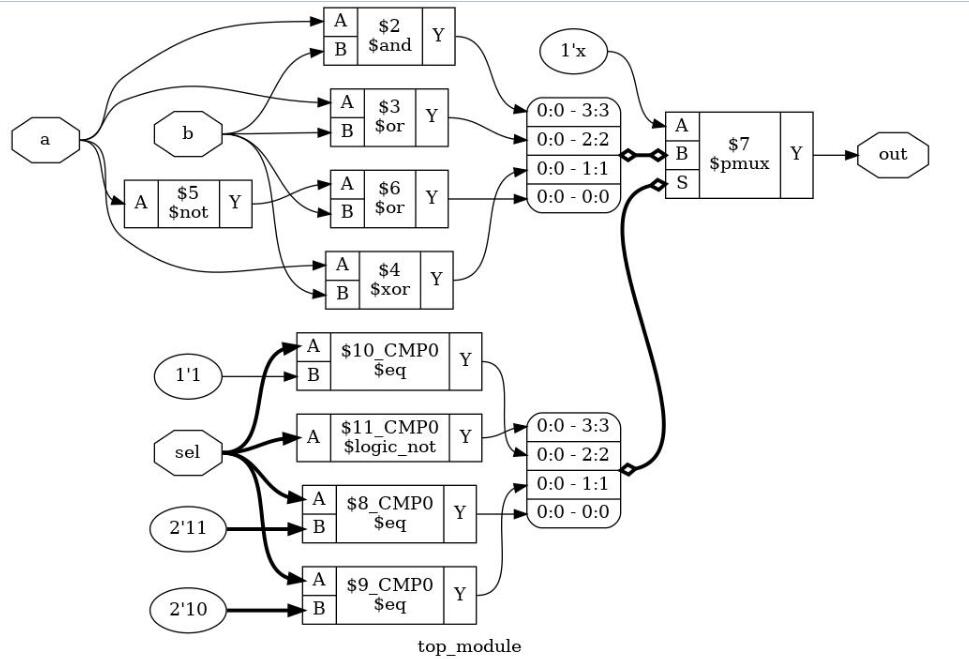 A
B
$2
$and
Y
1'x
A
B
$3
$or
Y
0:0 - 3:3
0:0 - 2:2
0:0 - 1:1
0:0 - 0:0
A
B
S
$7
$pmux
Y
out
a
b
A
$5
$not
Y
A
B
$6
$or
Y
A
B
$4
$xor
Y
1'1
A
B
$10_CMP0
$eq
Y
sel
A
$11_CMP0
$logic_not
Y
0:0 - 3:3
0:0 - 2:2
0:0 - 1:1
0:0 - 0:0
2'11
A
B
$8_CMP0
$eq
Y
2'10
A
B
$9_CMP0
$eq
Y
top_module